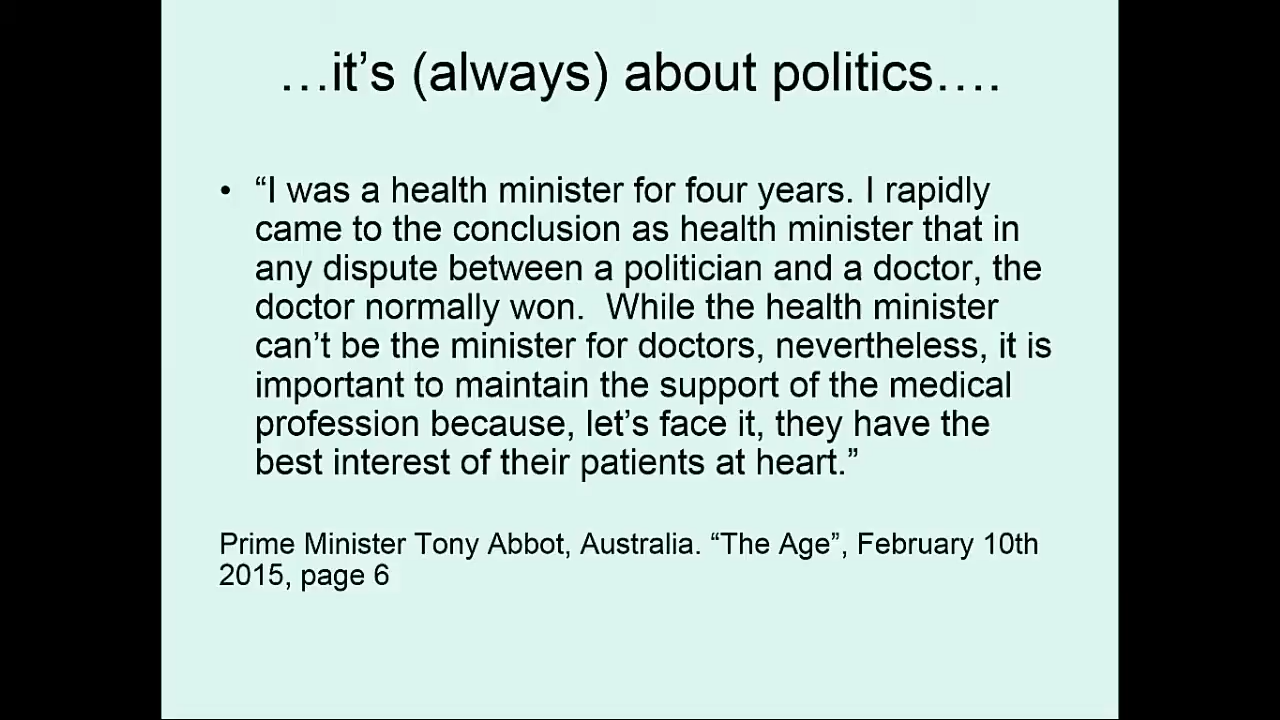 …it’s (always) about politics….
• “I was a health minister for four years. I rapidly
came to the conclusion as health minister that in
any dispute between a politician and a doctor, the
doctor normally won.  While the health minister
can’t be the minister for doctors, nevertheless, it is
important to maintain the support of the medical
profession because, let’s face it, they have the
best interest of their patients at heart.”
Prime Minister Tony Abbot, Australia. “The Age”, February 10th
2015, page 6